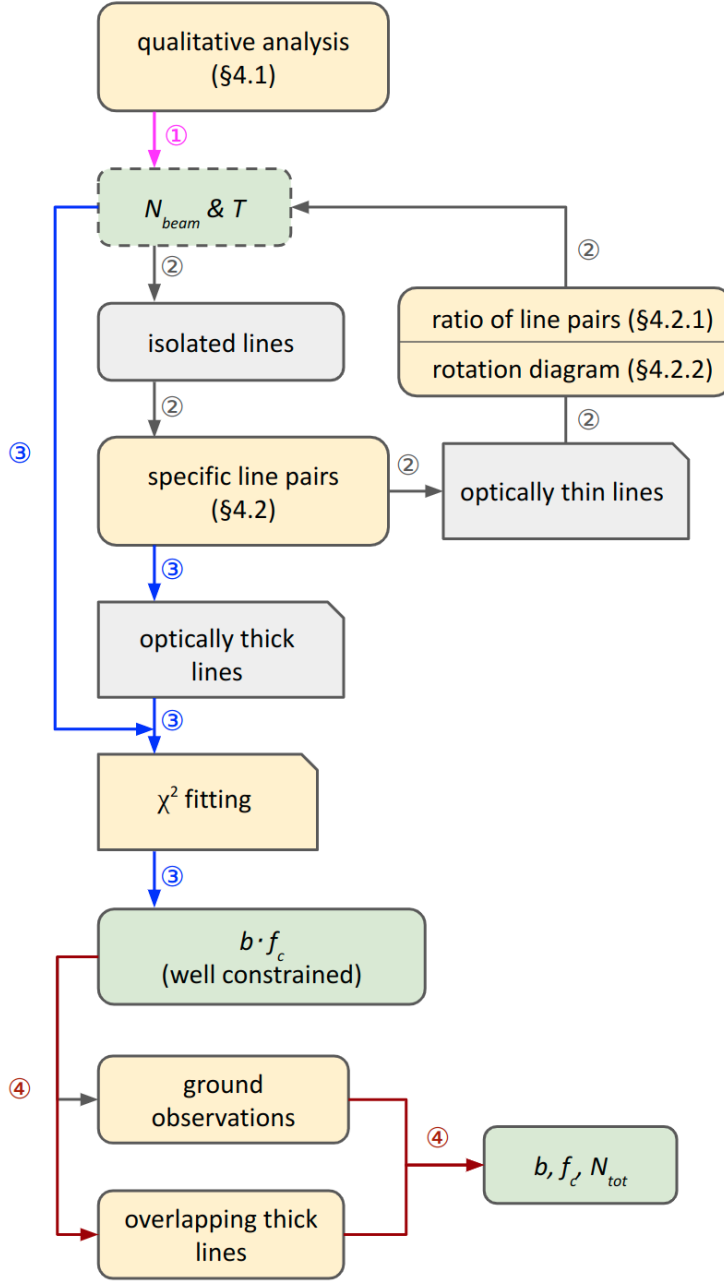 qualitative analysis
(§4.1)
①
N_beam & T
②
②
isolated lines
ratio of line pairs (§4.2.1)
rotation diagram (§4.2.2)
②
②
③
specific line pairs
(§4.2)
②
optically thin lines
③
optically thick
lines
③
χ² fitting
③
b · f_c
(well constrained)
④
ground
observations
④
b, f_c, N_tot
overlapping thick
lines